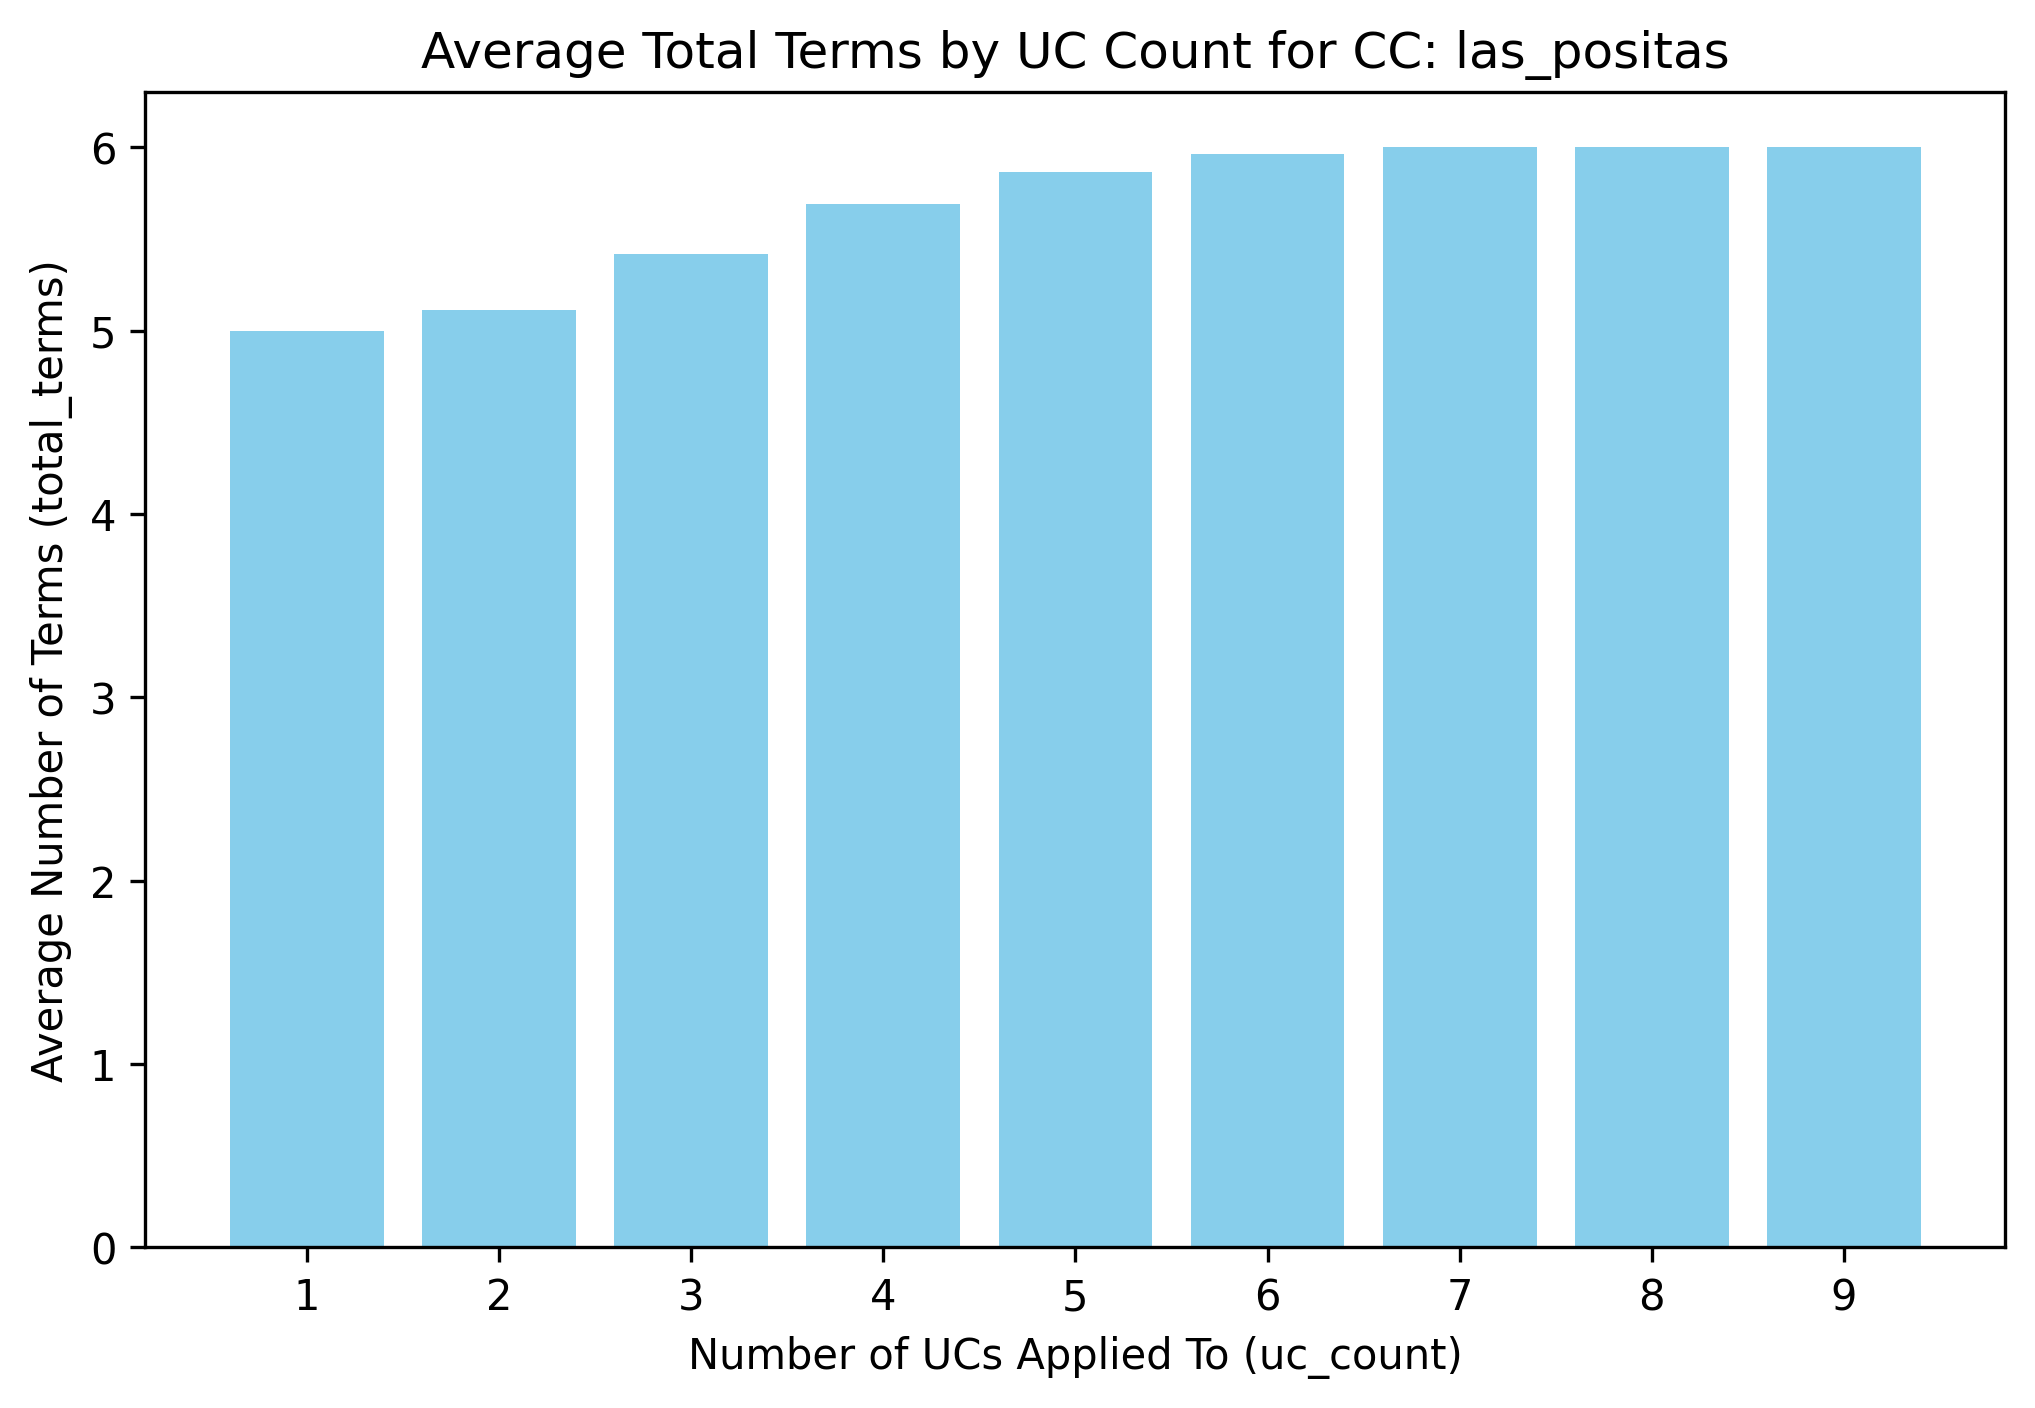 Average Total Terms by UC Count for CC: las_positas
Average Number of Terms (total_terms)
6
5
4
3
2
1
0
1 2 3 4 5 6 7 8 9
Number of UCs Applied To (uc_count)